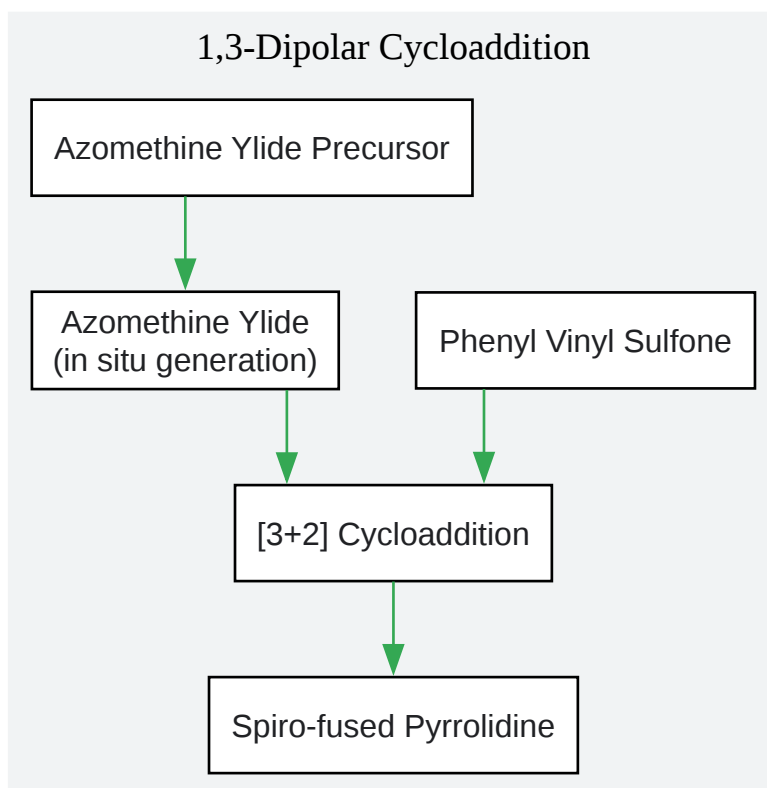 1,3-Dipolar Cycloaddition
Azomethine Ylide Precursor
Azomethine Ylide
(in situ generation)
Phenyl Vinyl Sulfone
[3+2] Cycloaddition
Spiro-fused Pyrrolidine